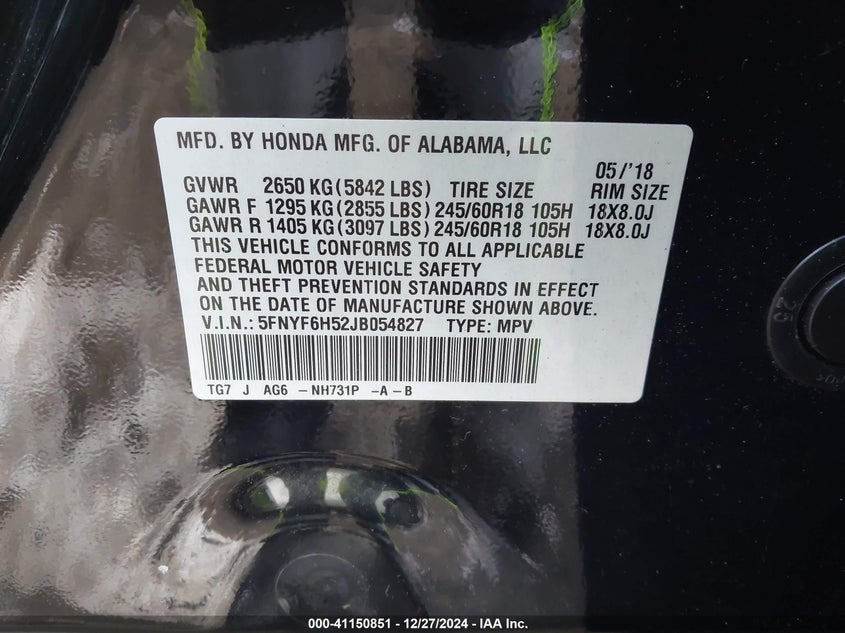 MFD. BY HONDA MFG. OF ALABAMA, LLC
05/'18
GVWR 2650 KG (5842 LBS) TIRE SIZE RIM SIZE
GAWR F 1295 KG (2855 LBS) 245/60R18 105H 18X8.0J
GAWR R 1405 KG (3097 LBS) 245/60R18 105H 18X8.0J
THIS VEHICLE CONFORMS TO ALL APPLICABLE
FEDERAL MOTOR VEHICLE SAFETY
AND THEFT PREVENTION STANDARDS IN EFFECT
ON THE DATE OF MANUFACTURE SHOWN ABOVE.
V.I.N.: 5FNYF6H52JB054827 TYPE: MPV
TG7 J AG6 -NH731P -A-B
25
000-41150851 - 12/27/2024 - IAA Inc.